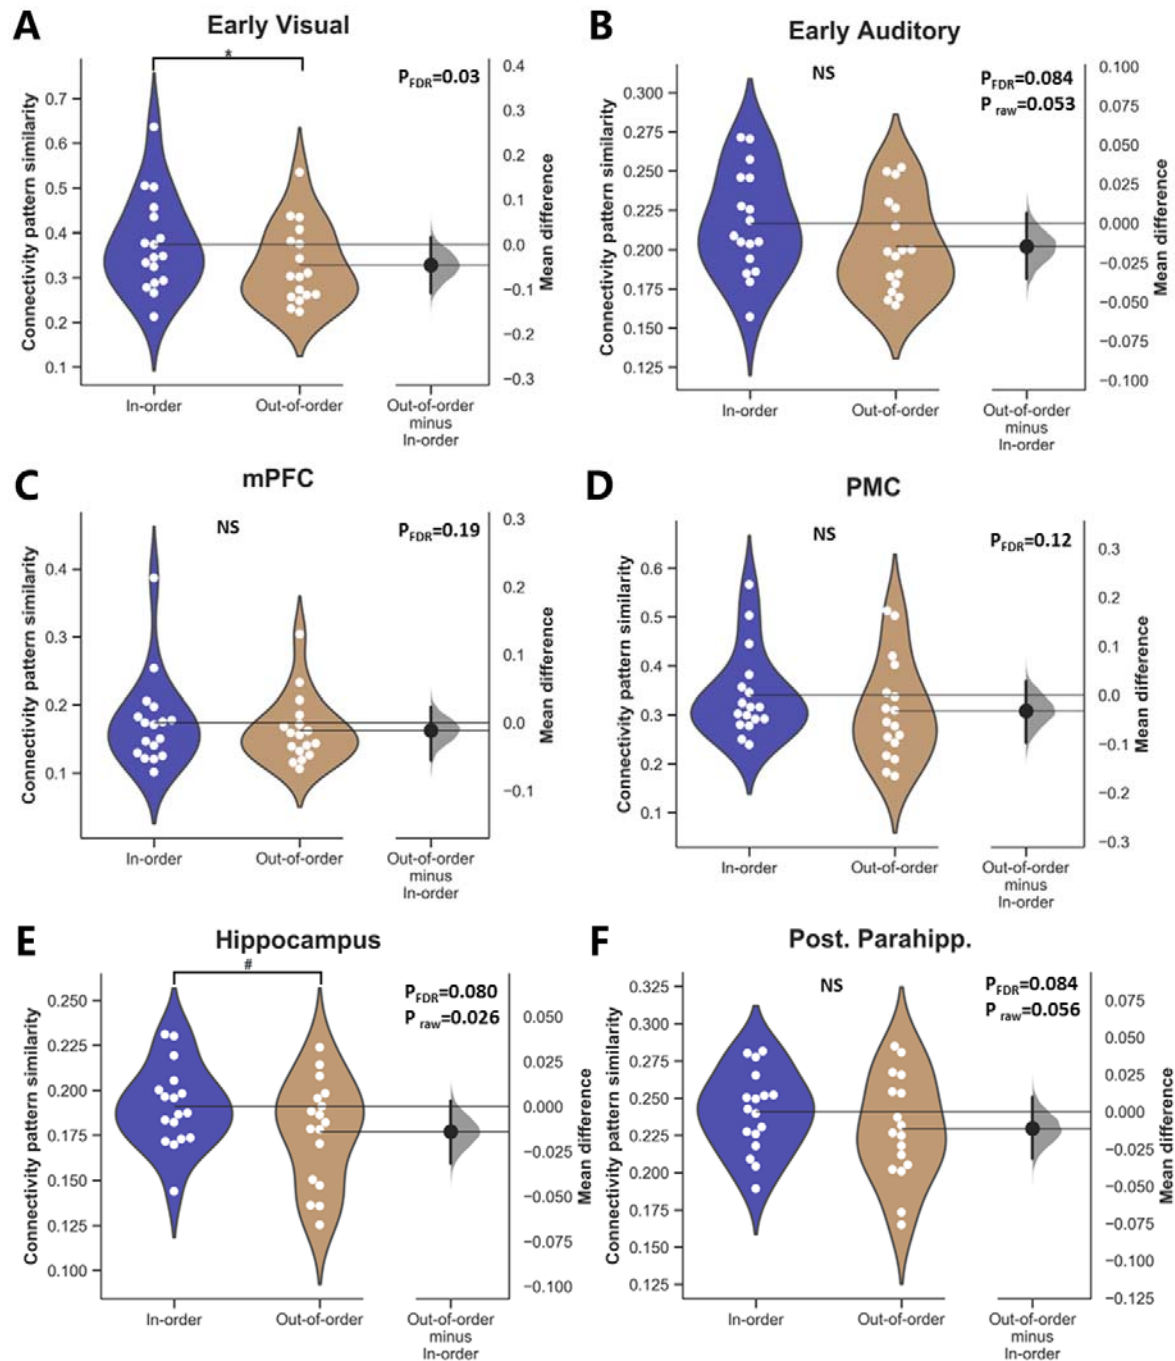 A
Early Visual
*
P_FDR=0.03
Connectivity pattern similarity
0.7
0.6
0.5
0.4
0.3
0.2
0.1
0.4
0.3
0.2
0.1
0.0
−0.1
−0.2
−0.3
Mean difference
In-order
Out-of-order
Out-of-order
minus
In-order
B
Early Auditory
NS
P_FDR=0.084
P raw=0.053
Connectivity pattern similarity
0.300
0.275
0.250
0.225
0.200
0.175
0.150
0.125
0.100
0.075
0.050
0.025
0.000
−0.025
−0.050
−0.075
−0.100
Mean difference
In-order
Out-of-order
Out-of-order
minus
In-order
C
mPFC
NS
P_FDR=0.19
Connectivity pattern similarity
0.4
0.3
0.2
0.1
0.3
0.2
0.1
0.0
−0.1
Mean difference
In-order
Out-of-order
Out-of-order
minus
In-order
D
PMC
NS
P_FDR=0.12
Connectivity pattern similarity
0.6
0.5
0.4
0.3
0.2
0.1
0.3
0.2
0.1
0.0
−0.1
−0.2
−0.3
Mean difference
In-order
Out-of-order
Out-of-order
minus
In-order
E
Hippocampus
#
P_FDR=0.080
P raw=0.026
Connectivity pattern similarity
0.250
0.225
0.200
0.175
0.150
0.125
0.100
0.050
0.025
0.000
−0.025
−0.050
−0.075
−0.100
Mean difference
In-order
Out-of-order
Out-of-order
minus
In-order
F
Post. Parahipp.
NS
P_FDR=0.084
P raw=0.056
Connectivity pattern similarity
0.325
0.300
0.275
0.250
0.225
0.200
0.175
0.150
0.125
0.075
0.050
0.025
0.000
−0.025
−0.050
−0.075
−0.100
−0.125
Mean difference
In-order
Out-of-order
Out-of-order
minus
In-order